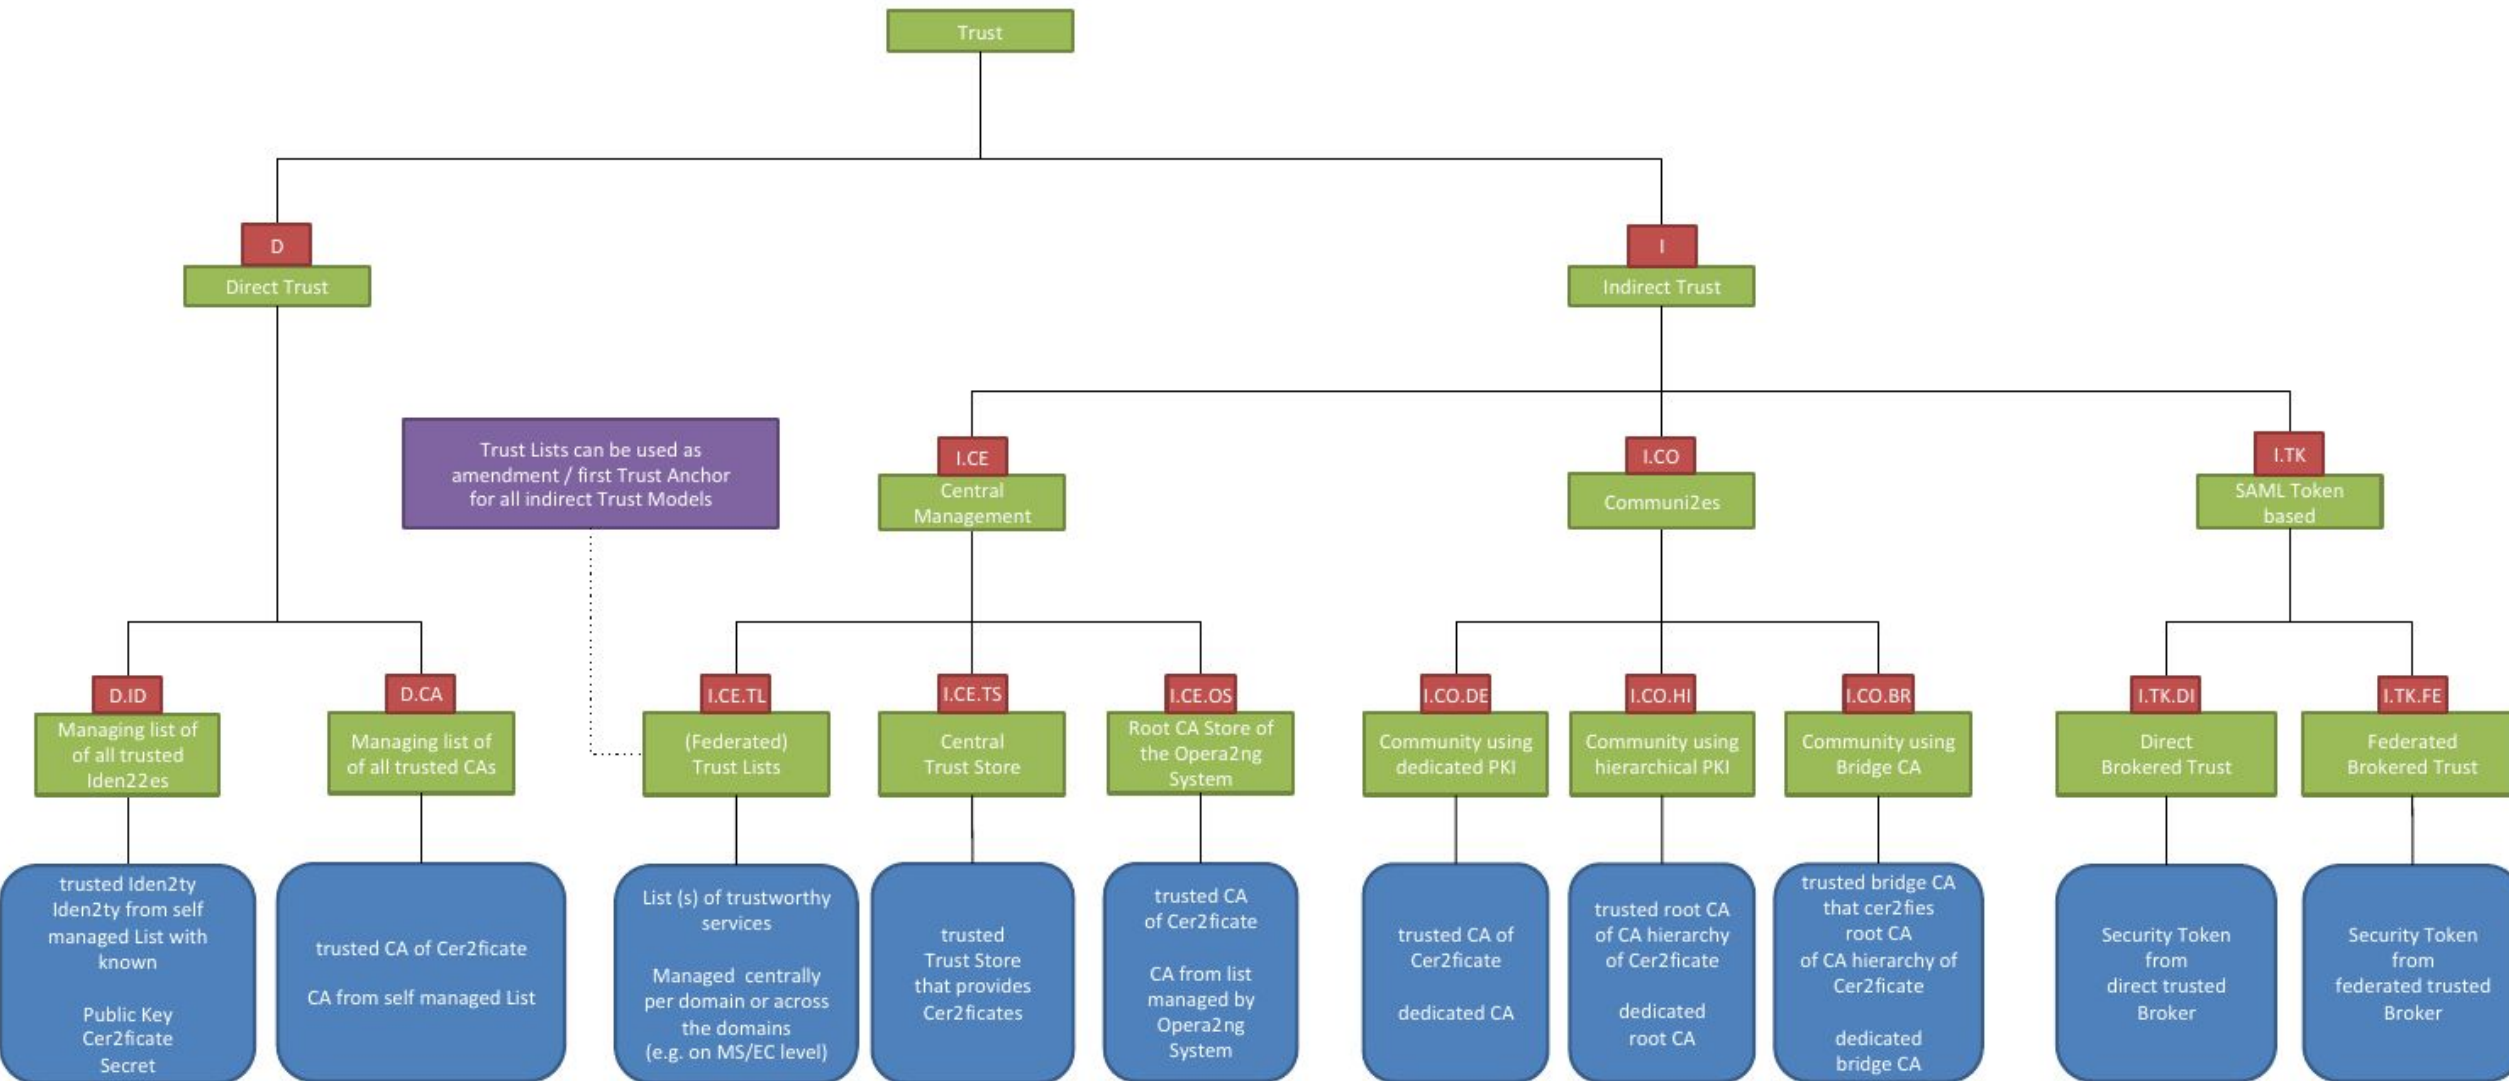 Trust
D
Direct Trust
I
Indirect Trust
Trust Lists can be used as
amendment / first Trust Anchor
for all indirect Trust Models
I.CE
Central
Management
I.CO
Communi2es
I.TK
SAML Token
based
D.ID
Managing list of
of all trusted
Iden22es
D.CA
Managing list of
of all trusted CAs
I.CE.TL
(Federated)
Trust Lists
I.CE.TS
Central
Trust Store
I.CE.OS
Root CA Store of
the Opera2ng
System
I.CO.DE
Community using
dedicated PKI
I.CO.HI
Community using
hierarchical PKI
I.CO.BR
Community using
Bridge CA
I.TK.DI
Direct
Brokered Trust
I.TK.FE
Federated
Brokered Trust
trusted Iden2ty
Iden2ty from self
managed List with
known
Public Key
Cer2ficate
Secret
trusted CA of Cer2ficate
CA from self managed List
List (s) of trustworthy
services
Managed centrally
per domain or across
the domains
(e.g. on MS/EC level)
trusted
Trust Store
that provides
Cer2ficates
trusted CA
of Cer2ficate
CA from list
managed by
Opera2ng
System
trusted CA of
Cer2ficate
dedicated CA
trusted root CA
of CA hierarchy
of Cer2ficate
dedicated
root CA
trusted bridge CA
that cer2fies
root CA
of CA hierarchy of
Cer2ficate
dedicated
bridge CA
Security Token
from
direct trusted
Broker
Security Token
from
federated trusted
Broker